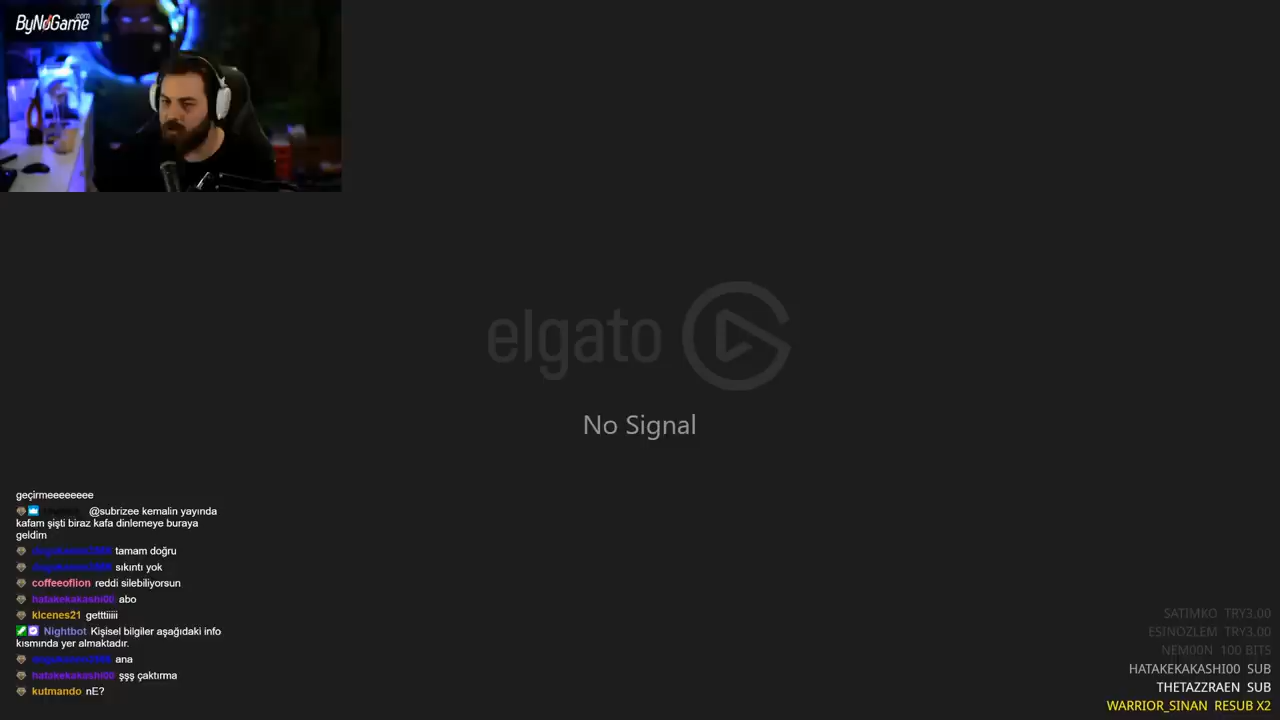 ByNoGame.com
elgato
No Signal
geçirmeeeeeeee
@subrizee kemalin yayında
kafam şişti biraz kafa dinlemeye buraya
geldim
tamam doğru
sıkıntı yok
coffeeoflion reddi silebiliyorsun
hatakekakashi00 abo
klcenes21 getttiiiii
Nightbot Kişisel bilgiler aşağıdaki info
kısmında yer almaktadır.
ana
hatakekakashi00 şşş çaktırma
kutmando nE?
SATIMKO TRY3.00
ESINOZLEM TRY3.00
NEM00N 100 BITS
HATAKEKAKASHI00 SUB
THETAZZRAEN SUB
WARRIOR_SINAN RESUB X2